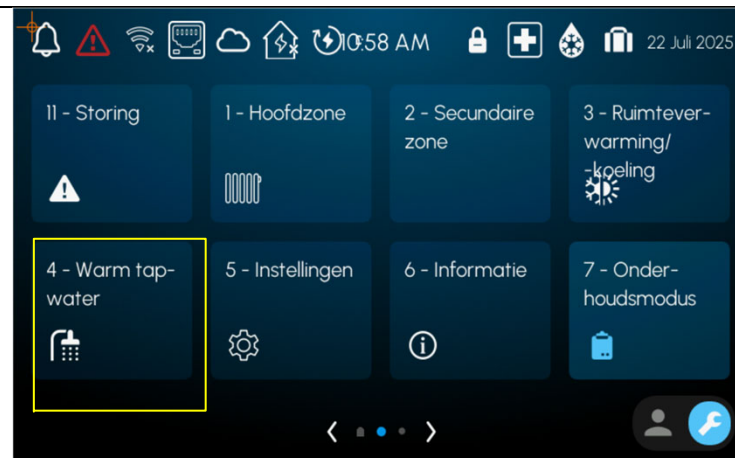 10:58 AM
22 Juli 2025
11 - Storing
1 - Hoofdzone
2 - Secundaire
zone
3 - Ruimtever-
warming/
-koeling
4 - Warm tap-
water
5 - Instellingen
6 - Informatie
7 - Onder-
houdsmodus